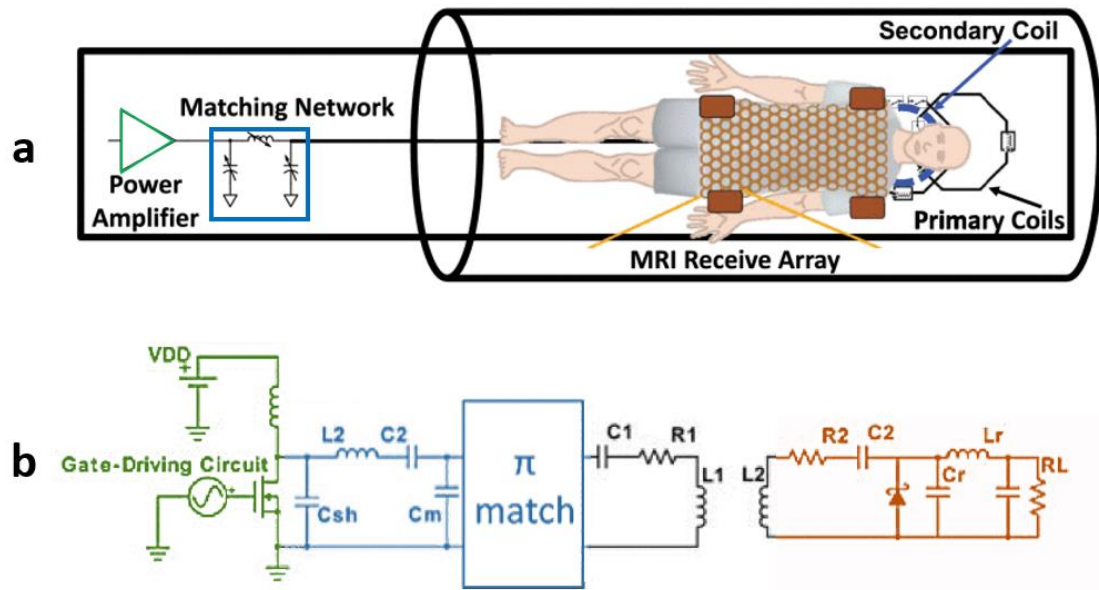 a
Secondary Coil
Matching Network
Power
Amplifier
Primary Coils
MRI Receive Array
b
VDD
+
Gate-Driving Circuit
+
L2
C2
Csh
Cm
π
match
C1
R1
L1
L2
R2
C2
Cr
Lr
RL